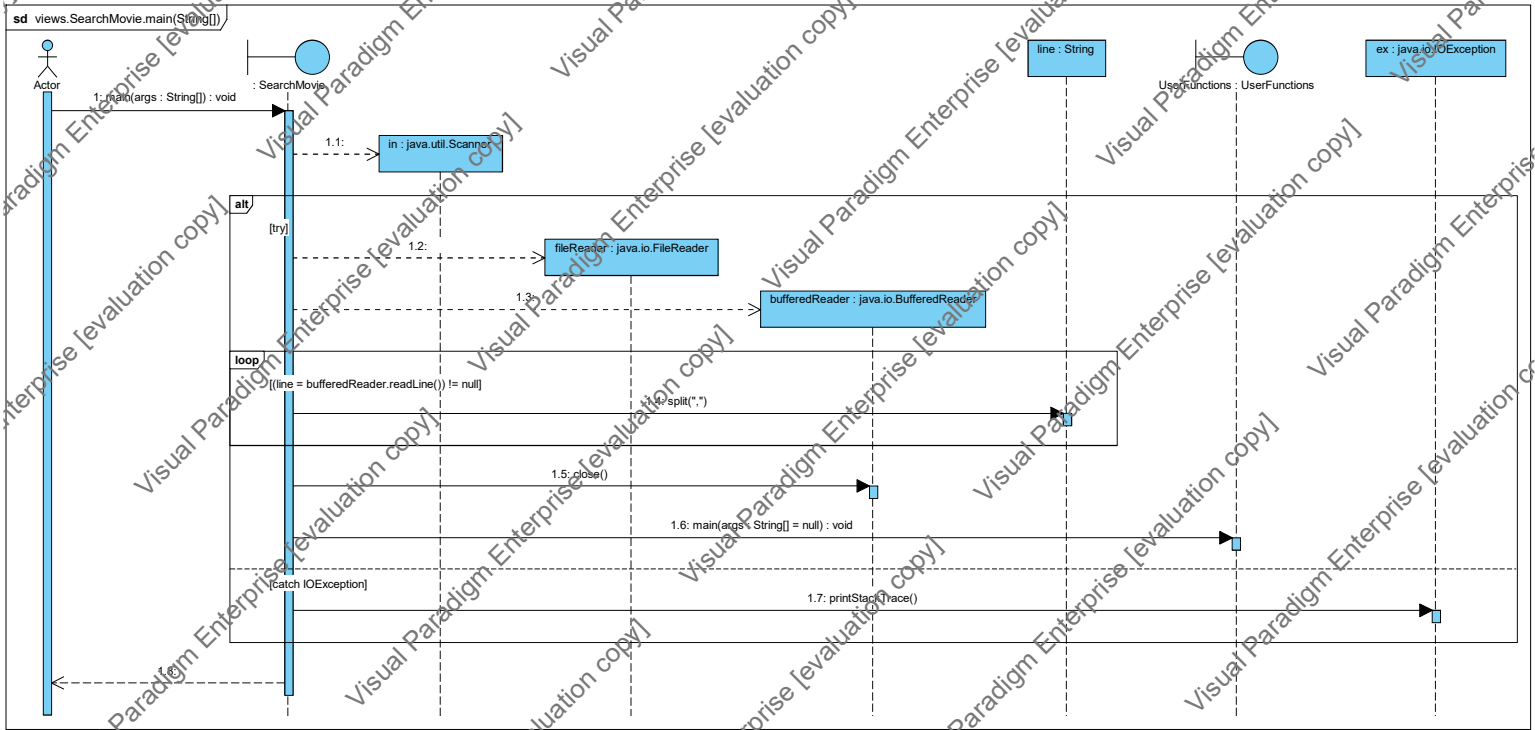 sd views.SearchMovie.main(String[])
Actor
: SearchMovie
line : String
UserFunctions : UserFunctions
ex : java.io.IOException
1: main(args : String[]) : void
1.1:
in : java.util.Scanner
alt
[try]
1.2:
fileReader : java.io.FileReader
1.3:
bufferedReader : java.io.BufferedReader
loop
[(line = bufferedReader.readLine()) != null]
1.4: split(",")
1.5: close()
1.6: main(args : String[] = null) : void
[catch IOException]
1.7: printStackTrace()
1.8:
Visual Paradigm Enterprise [evaluation copy]